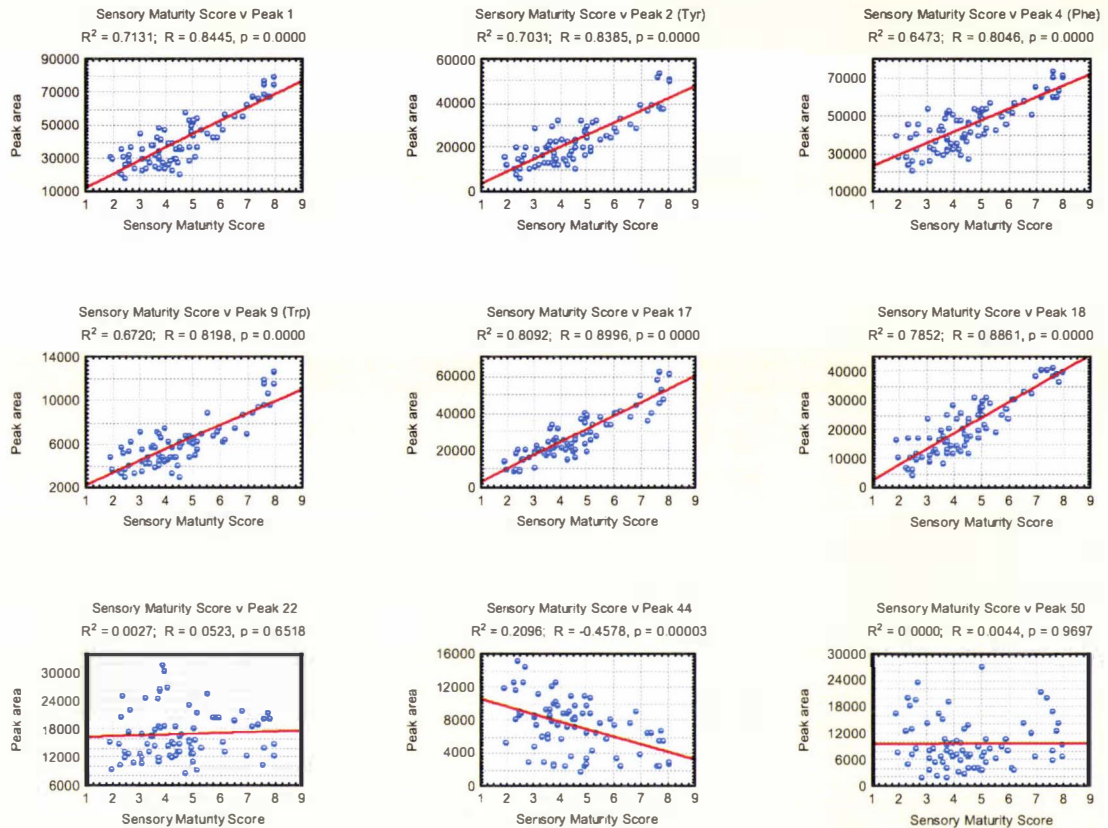 Sensory Maturity Score v Peak 1
R² = 0.7131; R = 0.8445, p = 0.0000
90000
70000
50000
30000
10000
Peak area
1 2 3 4 5 6 7 8 9
Sensory Maturity Score
Sensory Maturity Score v Peak 2 (Tyr)
R² = 0.7031; R = 0.8385, p = 0.0000
60000
40000
20000
0
Peak area
1 2 3 4 5 6 7 8 9
Sensory Maturity Score
Sensory Maturity Score v Peak 4 (Phe)
R² = 0.6473; R = 0.8046, p = 0.0000
70000
50000
30000
10000
Peak area
1 2 3 4 5 6 7 8 9
Sensory Maturity Score
Sensory Maturity Score v Peak 9 (Trp)
R² = 0.6720; R = 0.8198, p = 0.0000
14000
10000
6000
2000
Peak area
1 2 3 4 5 6 7 8 9
Sensory Maturity Score
Sensory Maturity Score v Peak 17
R² = 0.8092; R = 0.8996, p = 0 0000
60000
40000
20000
0
Peak area
1 2 3 4 5 6 7 8 9
Sensory Maturity Score
Sensory Maturity Score v Peak 18
R² = 0.7852; R = 0.8861, p = 0.0000
40000
30000
20000
10000
0
Peak area
1 2 3 4 5 6 7 8 9
Sensory Maturity Score
Sensory Maturity Score v Peak 22
R² = 0.0027; R = 0 0523, p = 0.6518
30000
24000
18000
12000
6000
Peak area
1 2 3 4 5 6 7 8 9
Sensory Maturity Score
Sensory Maturity Score v Peak 44
R² = 0.2096; R = -0.4578, p = 0.00003
16000
12000
8000
4000
0
Peak area
1 2 3 4 5 6 7 8 9
Sensory Maturity Score
Sensory Maturity Score v Peak 50
R² = 0 0000; R = 0.0044, p = 0.9697
30000
24000
18000
12000
6000
0
Peak area
1 2 3 4 5 6 7 8 9
Sensory Maturity Score